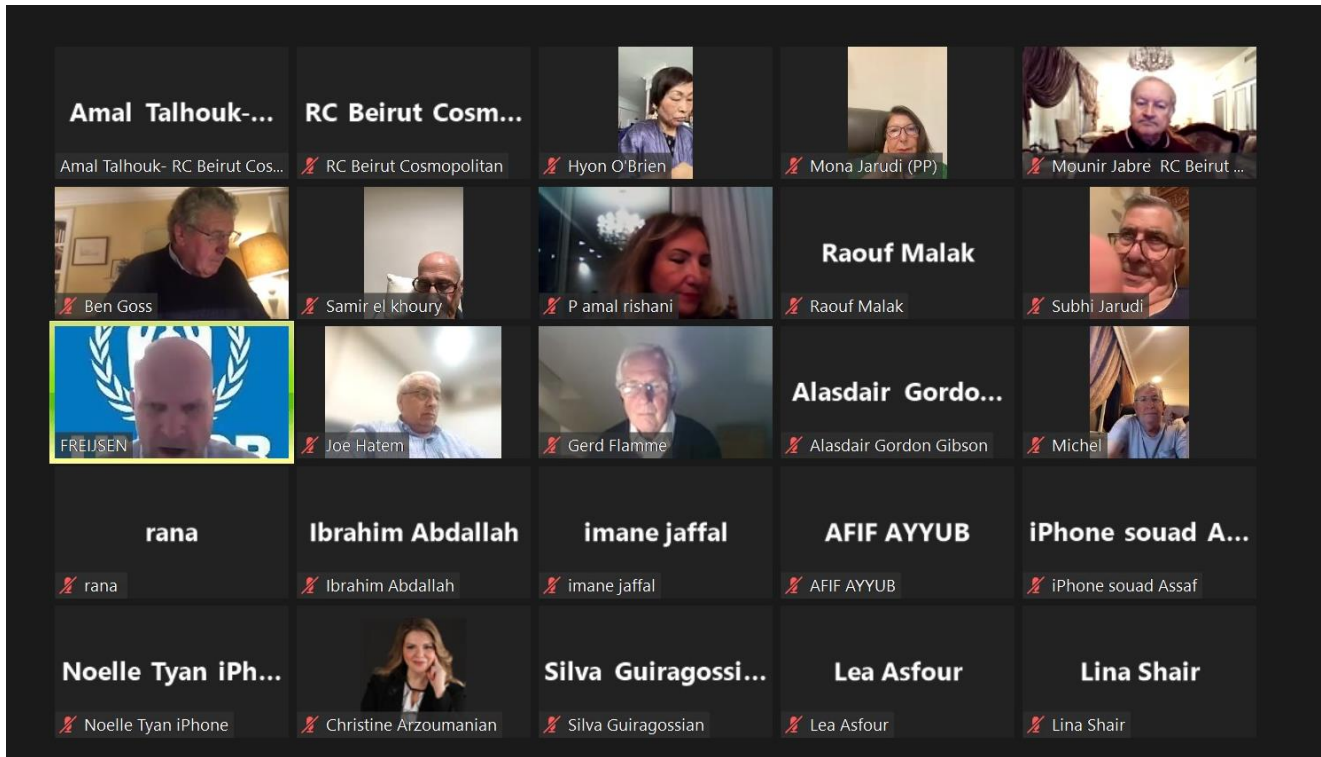 Amal Talhouk-...
Amal Talhouk- RC Beirut Cos...
RC Beirut Cosm...
RC Beirut Cosmopolitan
Hyon O'Brien
Mona Jarudi (PP)
Mounir Jabre RC Beirut ...
Ben Goss
Samir el khoury
P amal rishani
Raouf Malak
Raouf Malak
Subhi Jarudi
FREIJSEN
Joe Hatem
Gerd Flamme
Alasdair Gordo...
Alasdair Gordon Gibson
Michel
rana
rana
Ibrahim Abdallah
Ibrahim Abdallah
imane jaffal
imane jaffal
AFIF AYYUB
AFIF AYYUB
iPhone souad A...
iPhone souad Assaf
Noelle Tyan iPh...
Noelle Tyan iPhone
Christine Arzoumanian
Silva Guiragossi...
Silva Guiragossian
Lea Asfour
Lea Asfour
Lina Shair
Lina Shair